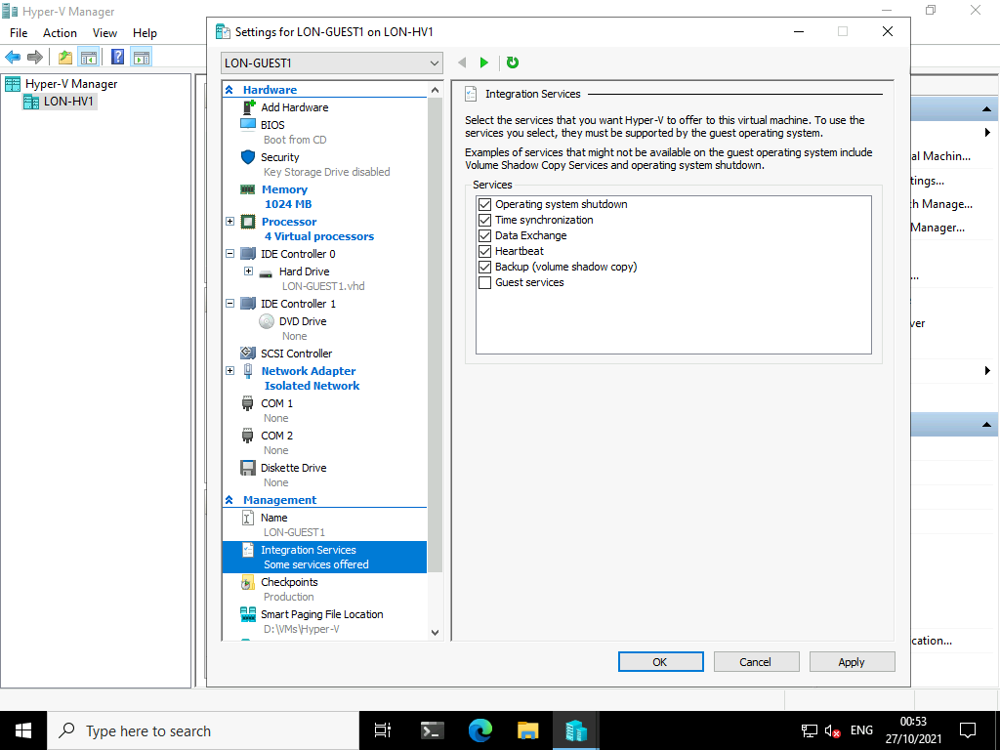 Hyper-V Manager
File Action View Help
Hyper-V Manager
LON-HV1
Settings for LON-GUEST1 on LON-HV1
LON-GUEST1
Hardware
Add Hardware
BIOS
Boot from CD
Security
Key Storage Drive disabled
Memory
1024 MB
Processor
4 Virtual processors
IDE Controller 0
Hard Drive
LON-GUEST1.vhd
IDE Controller 1
DVD Drive
None
SCSI Controller
Network Adapter
Isolated Network
COM 1
None
COM 2
None
Diskette Drive
None
Management
Name
LON-GUEST1
Integration Services
Some services offered
Checkpoints
Production
Smart Paging File Location
D:\VMs\Hyper-V
Integration Services
Select the services that you want Hyper-V to offer to this virtual machine. To use the
services you select, they must be supported by the guest operating system.
Examples of services that might not be available on the guest operating system include
Volume Shadow Copy Services and operating system shutdown.
Services
Operating system shutdown
Time synchronization
Data Exchange
Heartbeat
Backup (volume shadow copy)
Guest services
OK Cancel Apply
al Machin...
tings...
h Manage...
Manager...
...
ver
cation...
Type here to search
ENG
00:53
27/10/2021